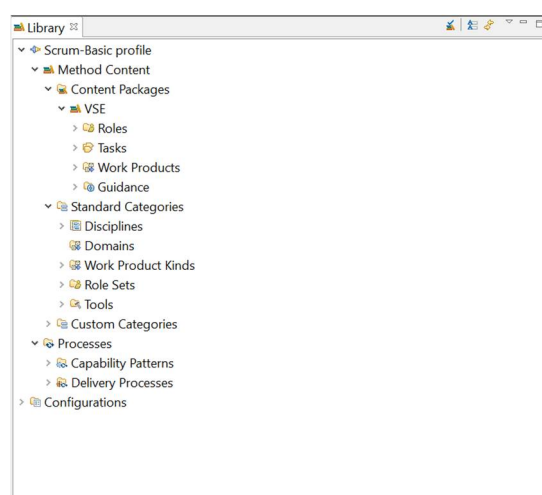 Library
Scrum-Basic profile
Method Content
Content Packages
VSE
Roles
Tasks
Work Products
Guidance
Standard Categories
Disciplines
Domains
Work Product Kinds
Role Sets
Tools
Custom Categories
Processes
Capability Patterns
Delivery Processes
Configurations